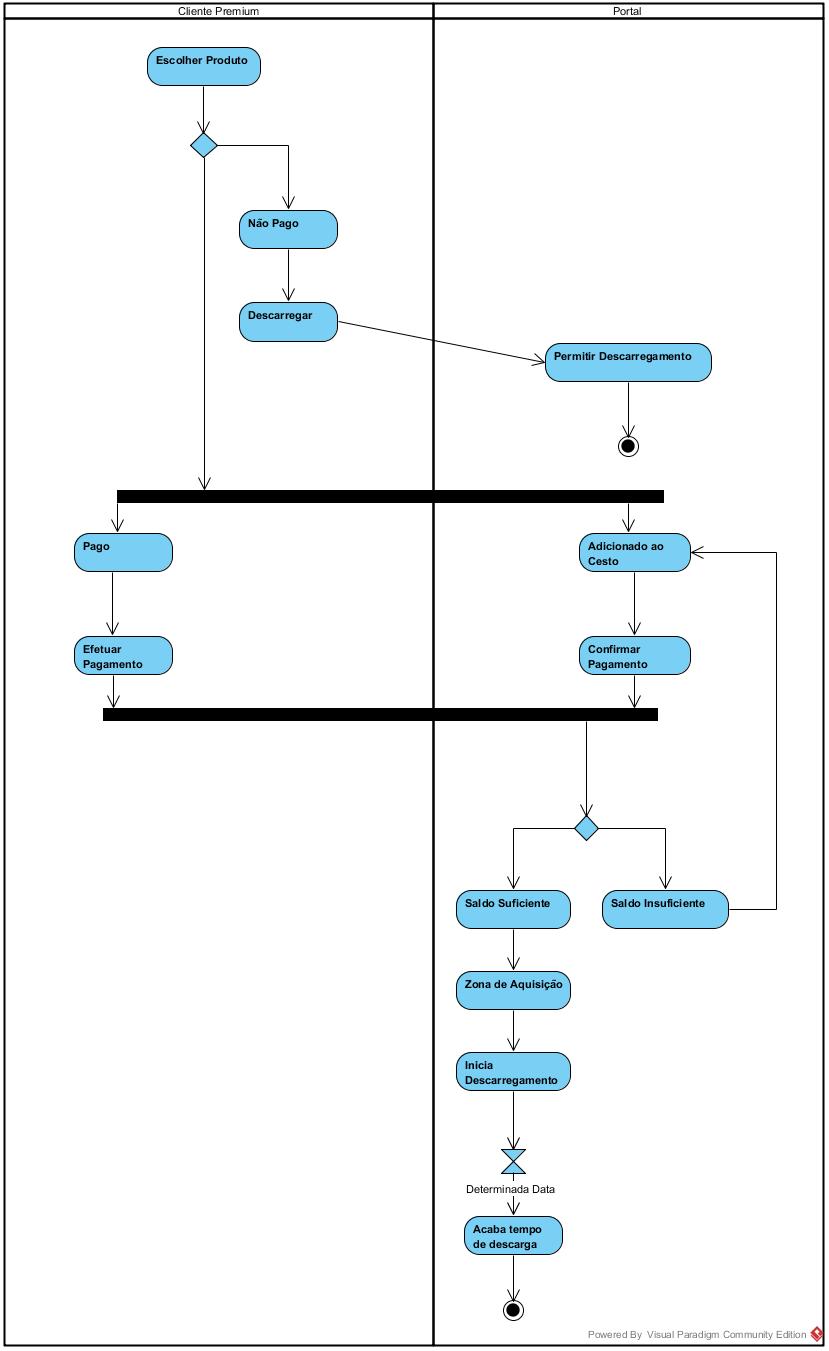 Cliente Premium
Portal
Escolher Produto
Não Pago
Descarregar
Permitir Descarregamento
Pago
Adicionado ao
Cesto
Efetuar
Pagamento
Confirmar
Pagamento
Saldo Suficiente
Saldo Insuficiente
Zona de Aquisição
Inicia
Descarregamento
Determinada Data
Acaba tempo
de descarga
Powered By Visual Paradigm Community Edition